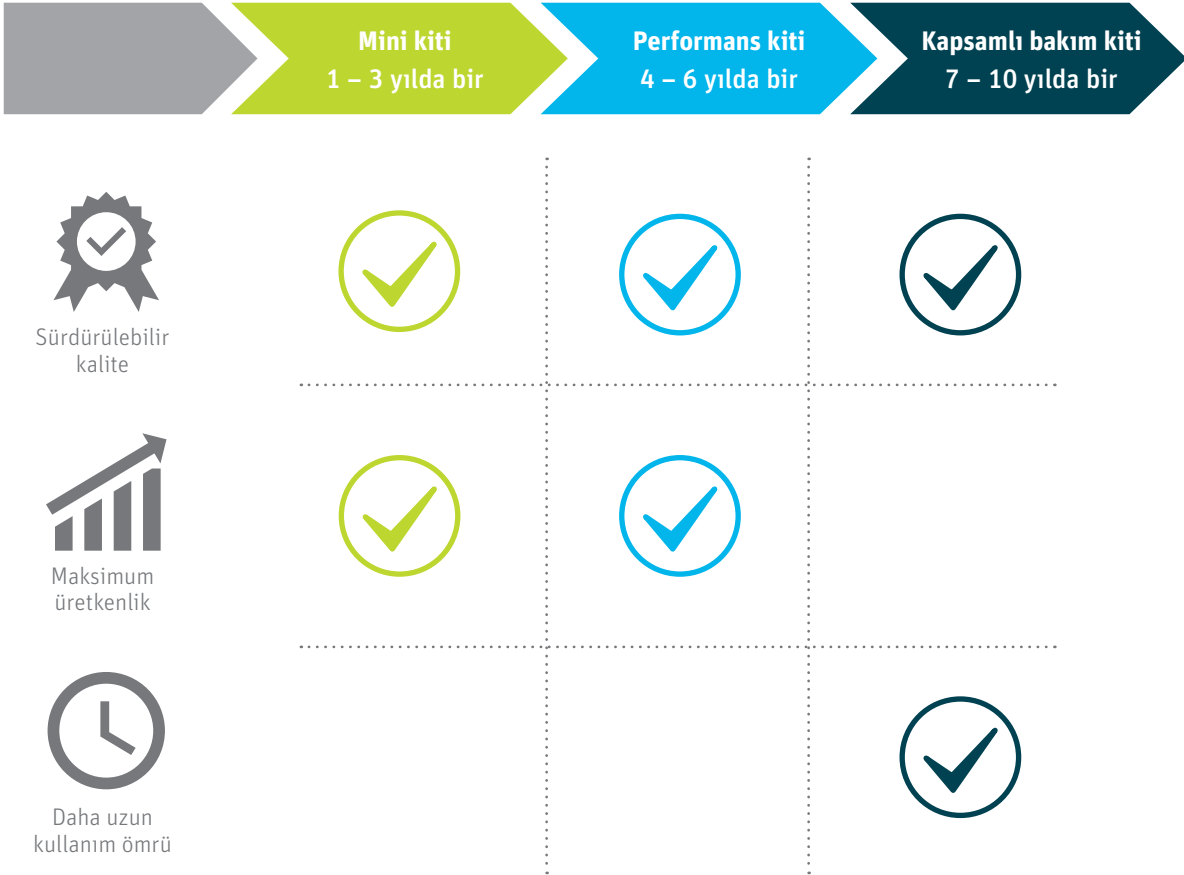 Mini kiti
1 – 3 yılda bir
Performans kiti
4 – 6 yılda bir
Kapsamlı bakım kiti
7 – 10 yılda bir
Sürdürülebilir
kalite
Maksimum
üretkenlik
Daha uzun
kullanım ömrü